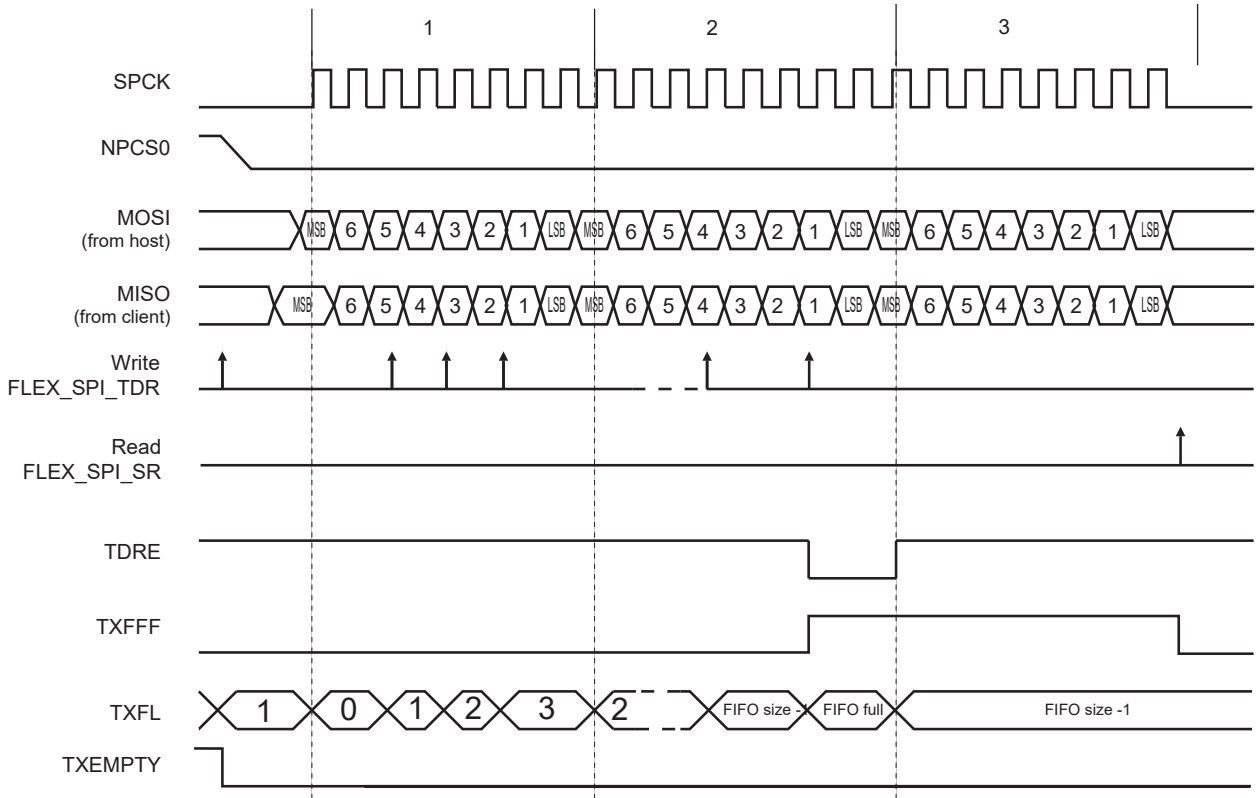 1 2 3
SPCK
NPCS0
MOSI
(from host)
MSB 6 5 4 3 2 1 LSB MSB 6 5 4 3 2 1 LSB MSB 6 5 4 3 2 1 LSB
MISO
(from client)
MSB 6 5 4 3 2 1 LSB MSB 6 5 4 3 2 1 LSB MSB 6 5 4 3 2 1 LSB
Write
FLEX_SPI_TDR
Read
FLEX_SPI_SR
TDRE
TXFFF
TXFL 1 0 1 2 3 2 FIFO size -1 FIFO full FIFO size -1
TXEMPTY